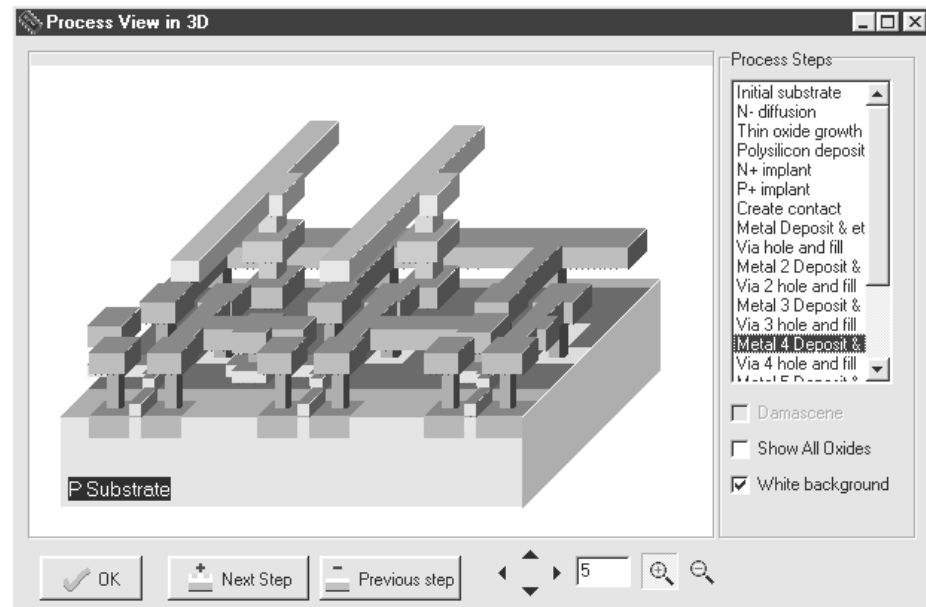 Process View in 3D
Process Steps
Initial substrate
N- diffusion
Thin oxide growth
Polysilicon deposit
N+ implant
P+ implant
Create contact
Metal Deposit & et
Via hole and fill
Metal 2 Deposit &
Via 2 hole and fill
Metal 3 Deposit &
Via 3 hole and fill
Metal 4 Deposit &
Via 4 hole and fill
Metal 5 Deposit &
Damascene
Show All Oxides
White background
P Substrate
OK
Next Step
Previous step
5